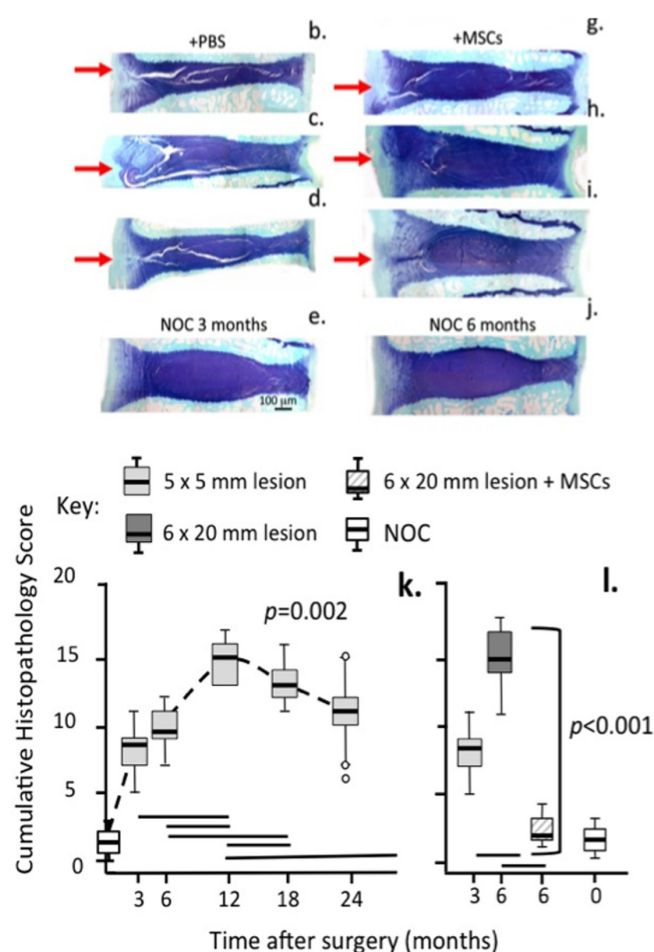 +PBS
b.
+MSCs
g.
c.
h.
d.
i.
NOC 3 months
e.
NOC 6 months
j.
100 µm
Key:
5 x 5 mm lesion
6 x 20 mm lesion + MSCs
6 x 20 mm lesion
NOC
Cumulative Histopathology Score
20
15
10
5
0
k.
p=0.002
3 6 12 18 24
l.
p<0.001
3 6 6 0
Time after surgery (months)